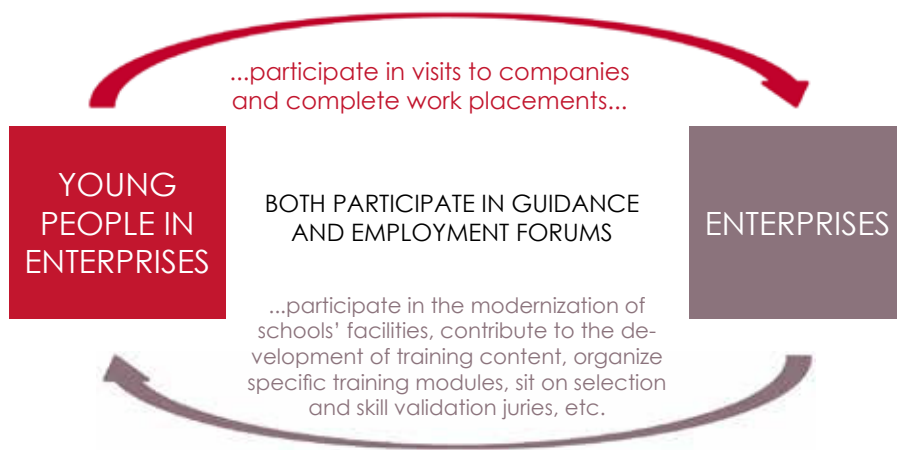 ...participate in visits to companies
and complete work placements...
YOUNG
PEOPLE IN
ENTERPRISES
BOTH PARTICIPATE IN GUIDANCE
AND EMPLOYMENT FORUMS
ENTERPRISES
...participate in the modernization of
schools’ facilities, contribute to the de-
velopment of training content, organize
specific training modules, sit on selection
and skill validation juries, etc.